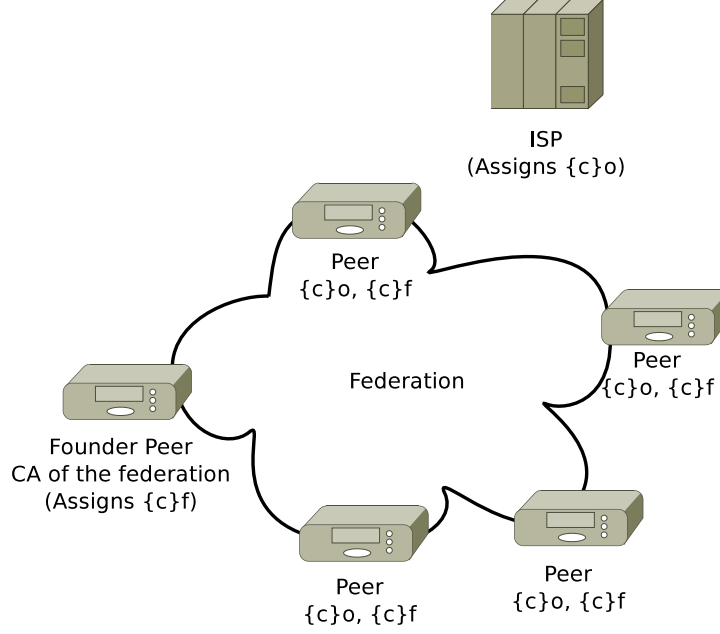 ISP
(Assigns {c}o)
Peer
{c}o, {c}f
Peer
{c}o, {c}f
Federation
Founder Peer
CA of the federation
(Assigns {c}f)
Peer
{c}o, {c}f
Peer
{c}o, {c}f